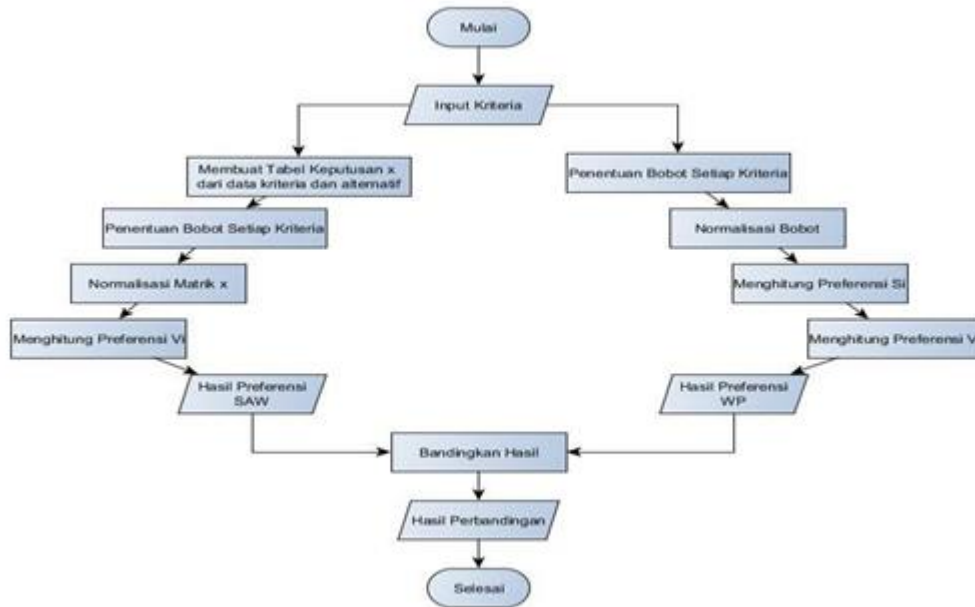 Mulai
Input Kriteria
Membuat Tabel Keputusan x
dari data kriteria dan alternatif
Penentuan Bobot Setiap Kriteria
Normalisasi Matrik x
Menghitung Preferensi Vi
Hasil Preferensi
SAW
Penentuan Bobot Setiap Kriteria
Normalisasi Bobot
Menghitung Preferensi Si
Menghitung Preferensi V
Hasil Preferensi
WP
Bandingkan Hasil
Hasil Perbandingan
Selesai